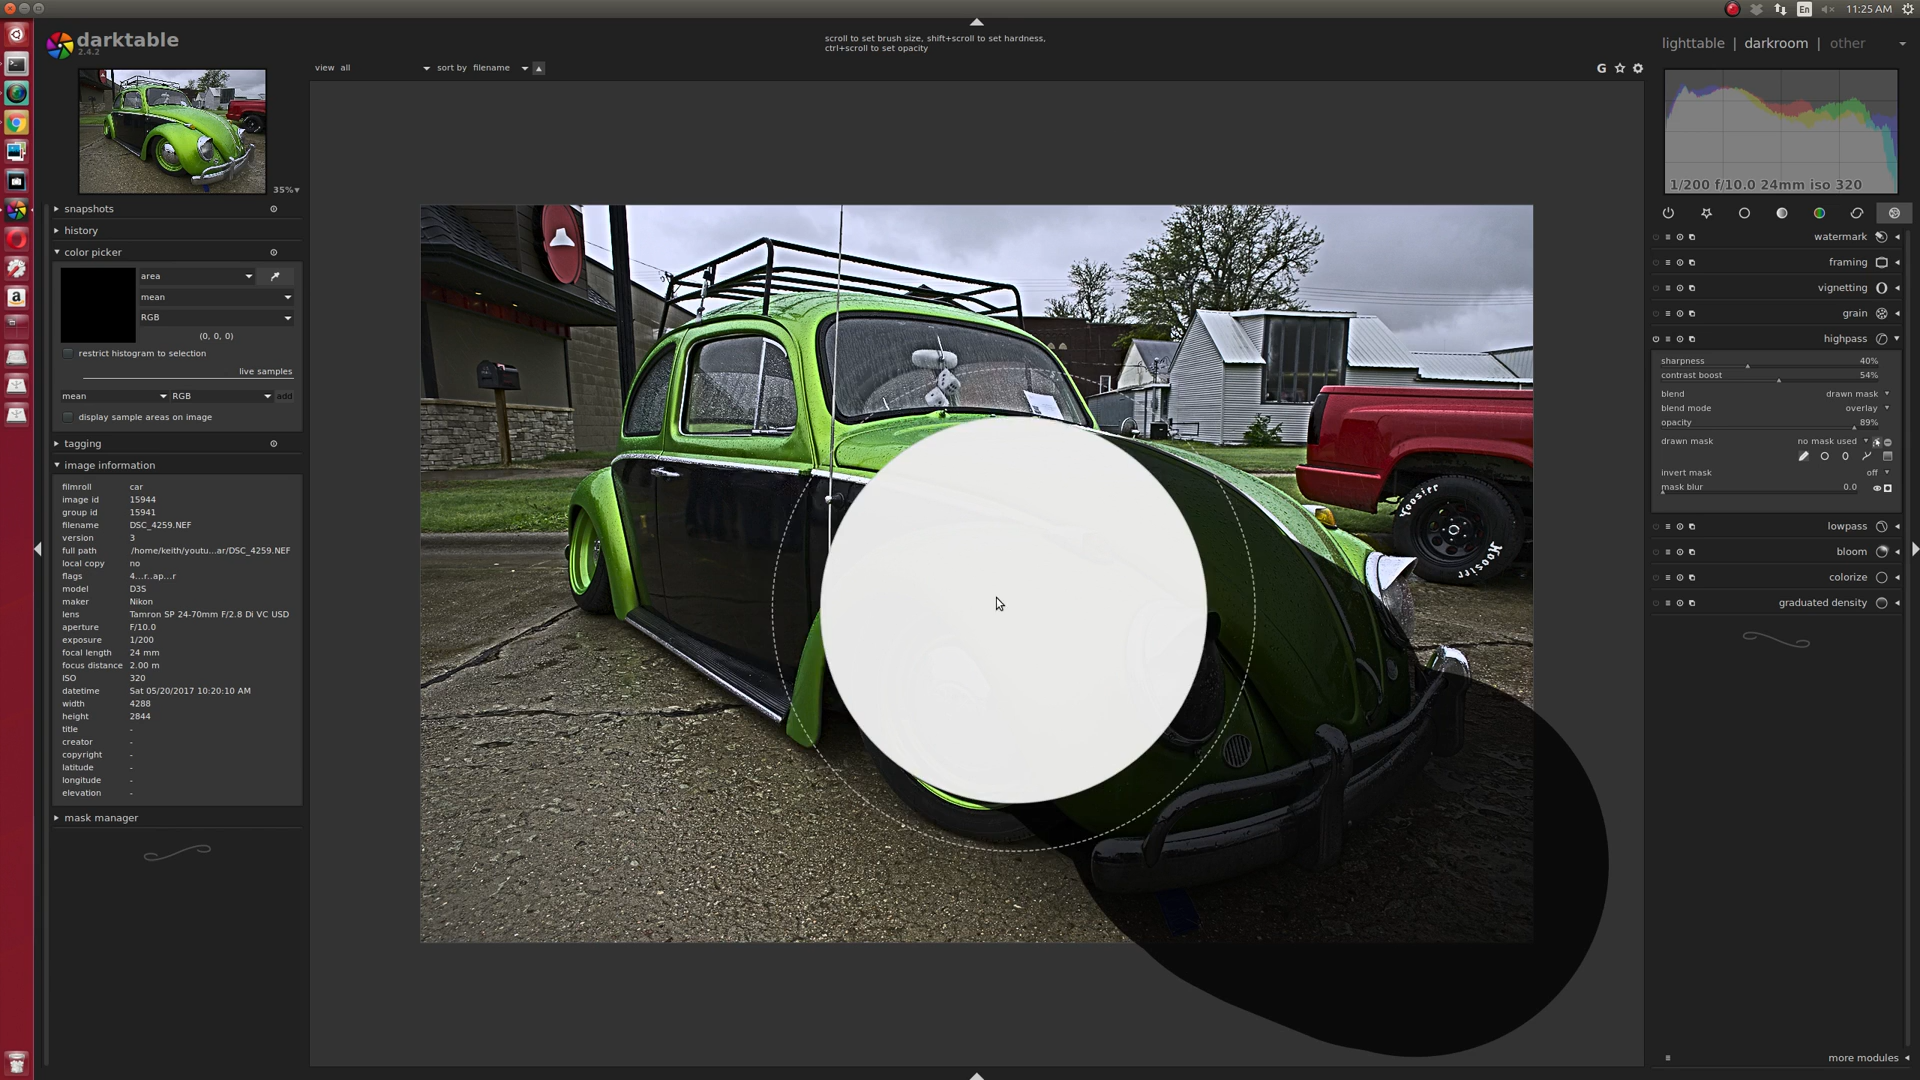 11:25 AM
En
darktable
2.4.2
scroll to set brush size, shift+scroll to set hardness,
ctrl+scroll to set opacity
lighttable | darkroom | other
view all
sort by filename
G
35%
1/200 f/10.0 24mm iso 320
snapshots
history
color picker
area
mean
RGB
(0, 0, 0)
restrict histogram to selection
live samples
mean RGB add
display sample areas on image
tagging
image information
filmroll car
image id 15944
group id 15941
filename DSC_4259.NEF
version 3
full path /home/keith/youtu...ar/DSC_4259.NEF
local copy no
flags 4...r..ap...r
model D3S
maker Nikon
lens Tamron SP 24-70mm F/2.8 Di VC USD
aperture F/10.0
exposure 1/200
focal length 24 mm
focus distance 2.00 m
ISO 320
datetime Sat 05/20/2017 10:20:10 AM
width 4288
height 2844
title -
creator -
copyright -
latitude -
longitude -
elevation -
mask manager
Hoosier
Hoosier
watermark
framing
vignetting
grain
highpass
sharpness 40%
contrast boost 54%
blend drawn mask
blend mode overlay
opacity 89%
drawn mask no mask used
invert mask off
mask blur 0.0
lowpass
bloom
colorize
graduated density
more modules